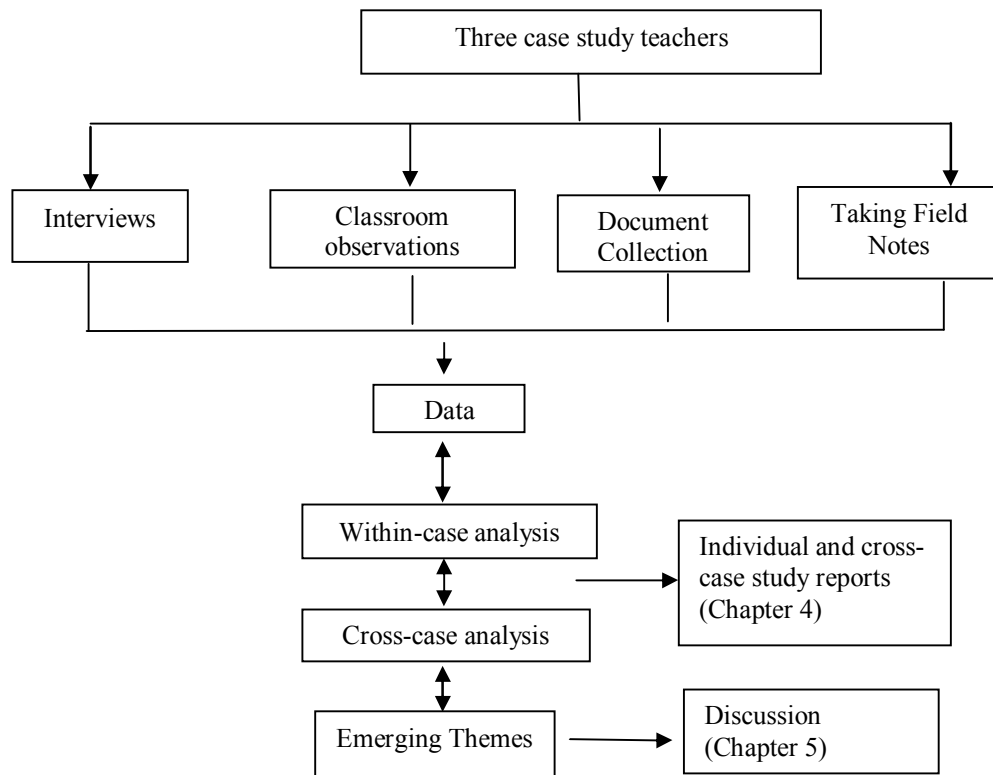 Three case study teachers
Interviews
Classroom
observations
Document
Collection
Taking Field
Notes
Data
Within-case analysis
Individual and cross-
case study reports
(Chapter 4)
Cross-case analysis
Emerging Themes
Discussion
(Chapter 5)